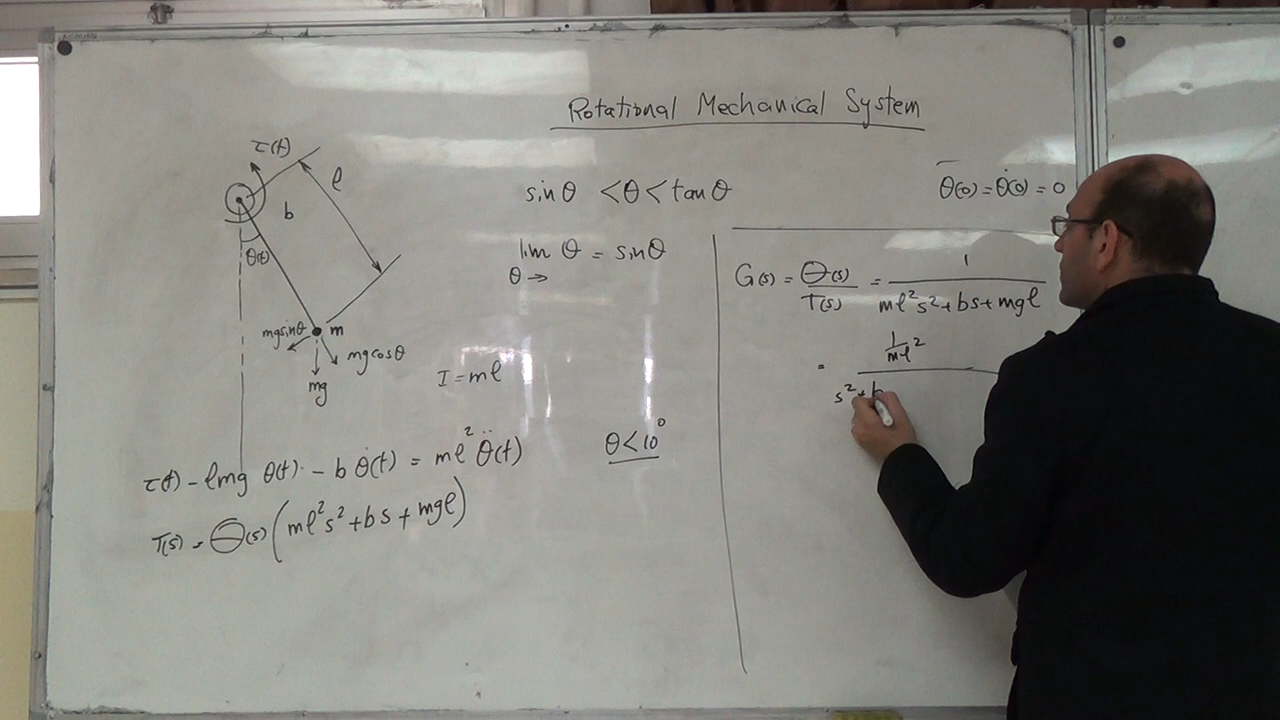 Rotational Mechanical System
τ(t)
l
b
θ(t)
mgsinθ
m
mgcosθ
mg
sinθ < θ < tanθ
lim θ = sinθ
θ →
I = ml
θ < 10°
τ(t) - lmg θ(t) - b θ̇(t) = ml² θ̈(t)
T(s) = Θ(s) (ml²s² + bs + mgl)
θ(0) = θ̇(0) = 0
G(s) = Θ(s) / T(s) = 1 / ml²s² + bs + mgl
= 1/ml²
s² + b